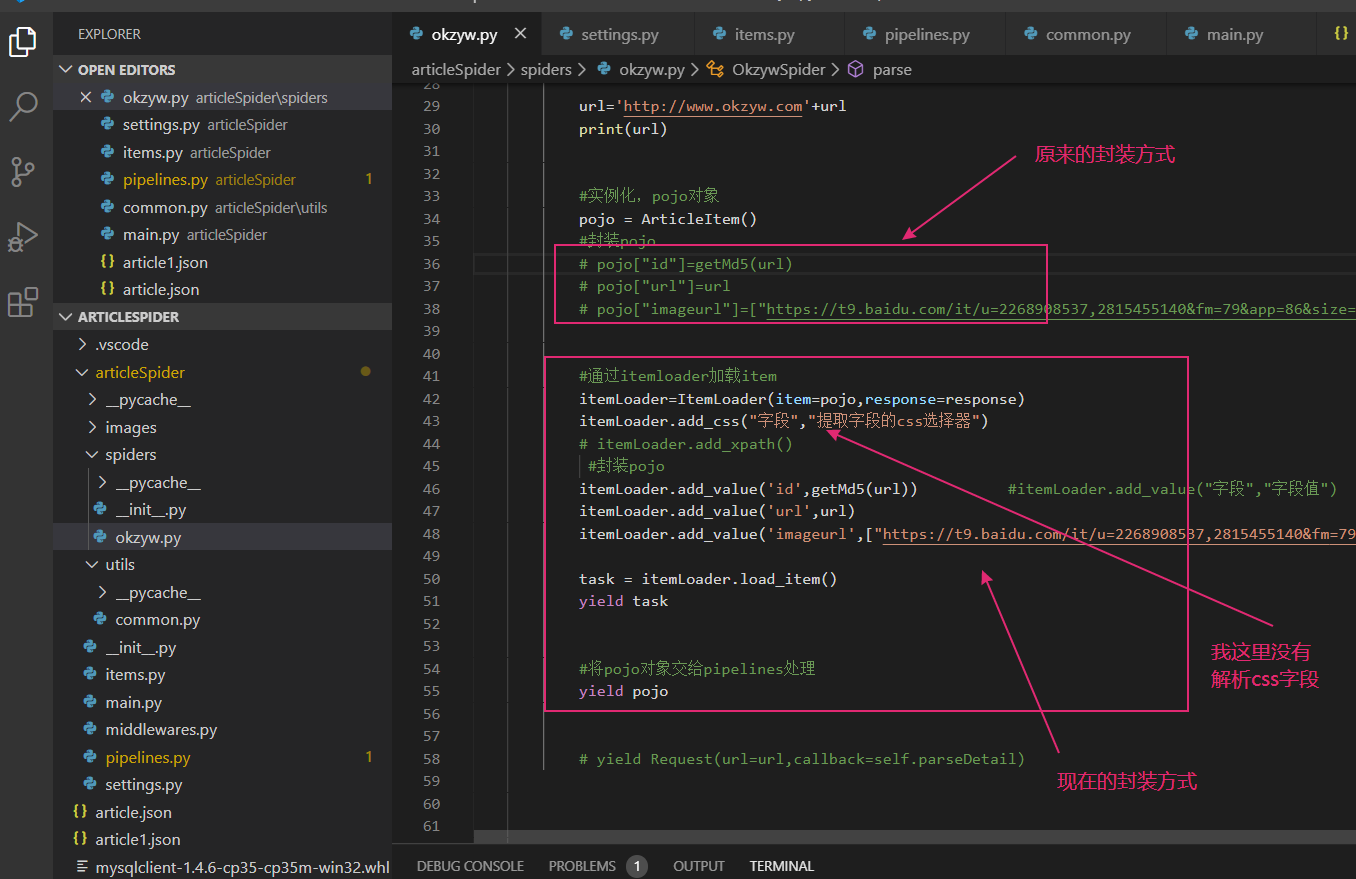 EXPLORER
OPEN EDITORS
okzyw.py articleSpider\spiders
settings.py articleSpider
items.py articleSpider
pipelines.py articleSpider 1
common.py articleSpider\utils
main.py articleSpider
{} article1.json
{} article.json
ARTICLESPIDER
.vscode
articleSpider
__pycache__
images
spiders
__pycache__
__init__.py
okzyw.py
utils
__pycache__
common.py
__init__.py
items.py
main.py
middlewares.py
pipelines.py 1
settings.py
{} article.json
{} article1.json
mysqlclient-1.4.6-cp35-cp35m-win32.whl
okzyw.py settings.py items.py pipelines.py common.py main.py {}
articleSpider > spiders > okzyw.py > OkzywSpider > parse
28
29 url='http://www.okzyw.com'+url
30 print(url)
31
32
33 #实例化，pojo对象
34 pojo = ArticleItem()
35 #封装pojo
36 # pojo["id"]=getMd5(url)
37 # pojo["url"]=url
38 # pojo["imageurl"]=["https://t9.baidu.com/it/u=2268908537,2815455140&fm=79&app=86&size=
39
40
41 #通过itemloader加载item
42 itemLoader=ItemLoader(item=pojo,response=response)
43 itemLoader.add_css("字段","提取字段的css选择器")
44 # itemLoader.add_xpath()
45 #封装pojo
46 itemLoader.add_value('id',getMd5(url)) #itemLoader.add_value("字段","字段值")
47 itemLoader.add_value('url',url)
48 itemLoader.add_value('imageurl',["https://t9.baidu.com/it/u=2268908537,2815455140&fm=79
49
50 task = itemLoader.load_item()
51 yield task
52
53
54 #将pojo对象交给pipelines处理
55 yield pojo
56
57
58 # yield Request(url=url,callback=self.parseDetail)
59
60
61
原来的封装方式
我这里没有
解析css字段
现在的封装方式
DEBUG CONSOLE PROBLEMS 1 OUTPUT TERMINAL